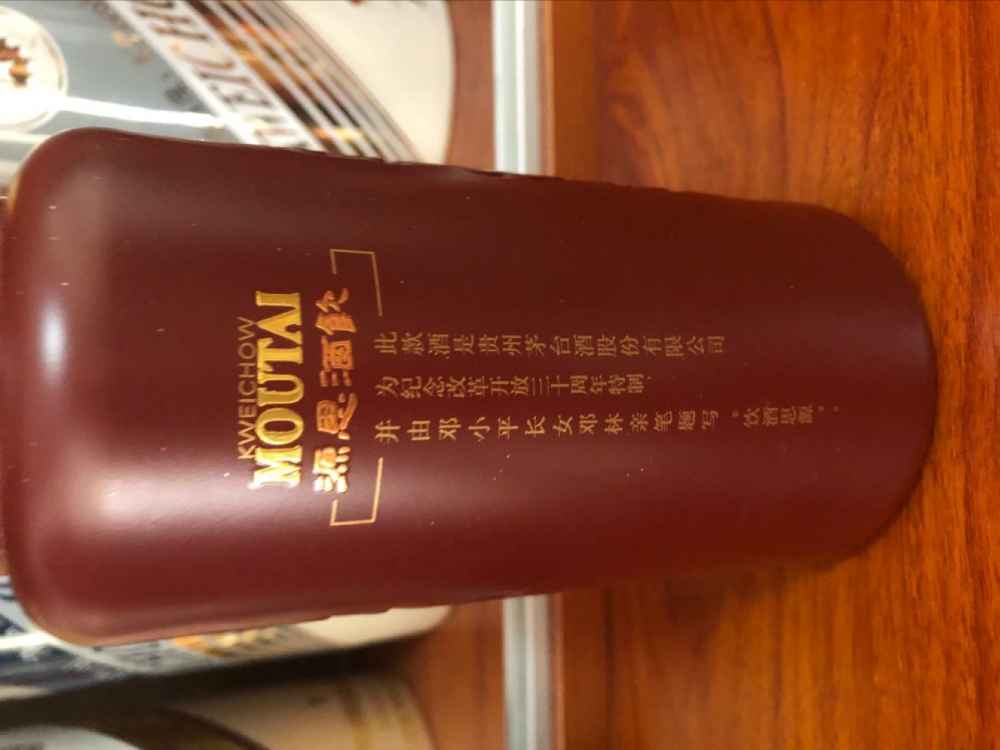 KWEICHOW
MOUTAI
飲酒思源
此款酒是贵州茅台酒股份有限公司
为纪念改革开放三十周年特制，
并由邓小平长女邓林亲笔题写“饮酒思源”。